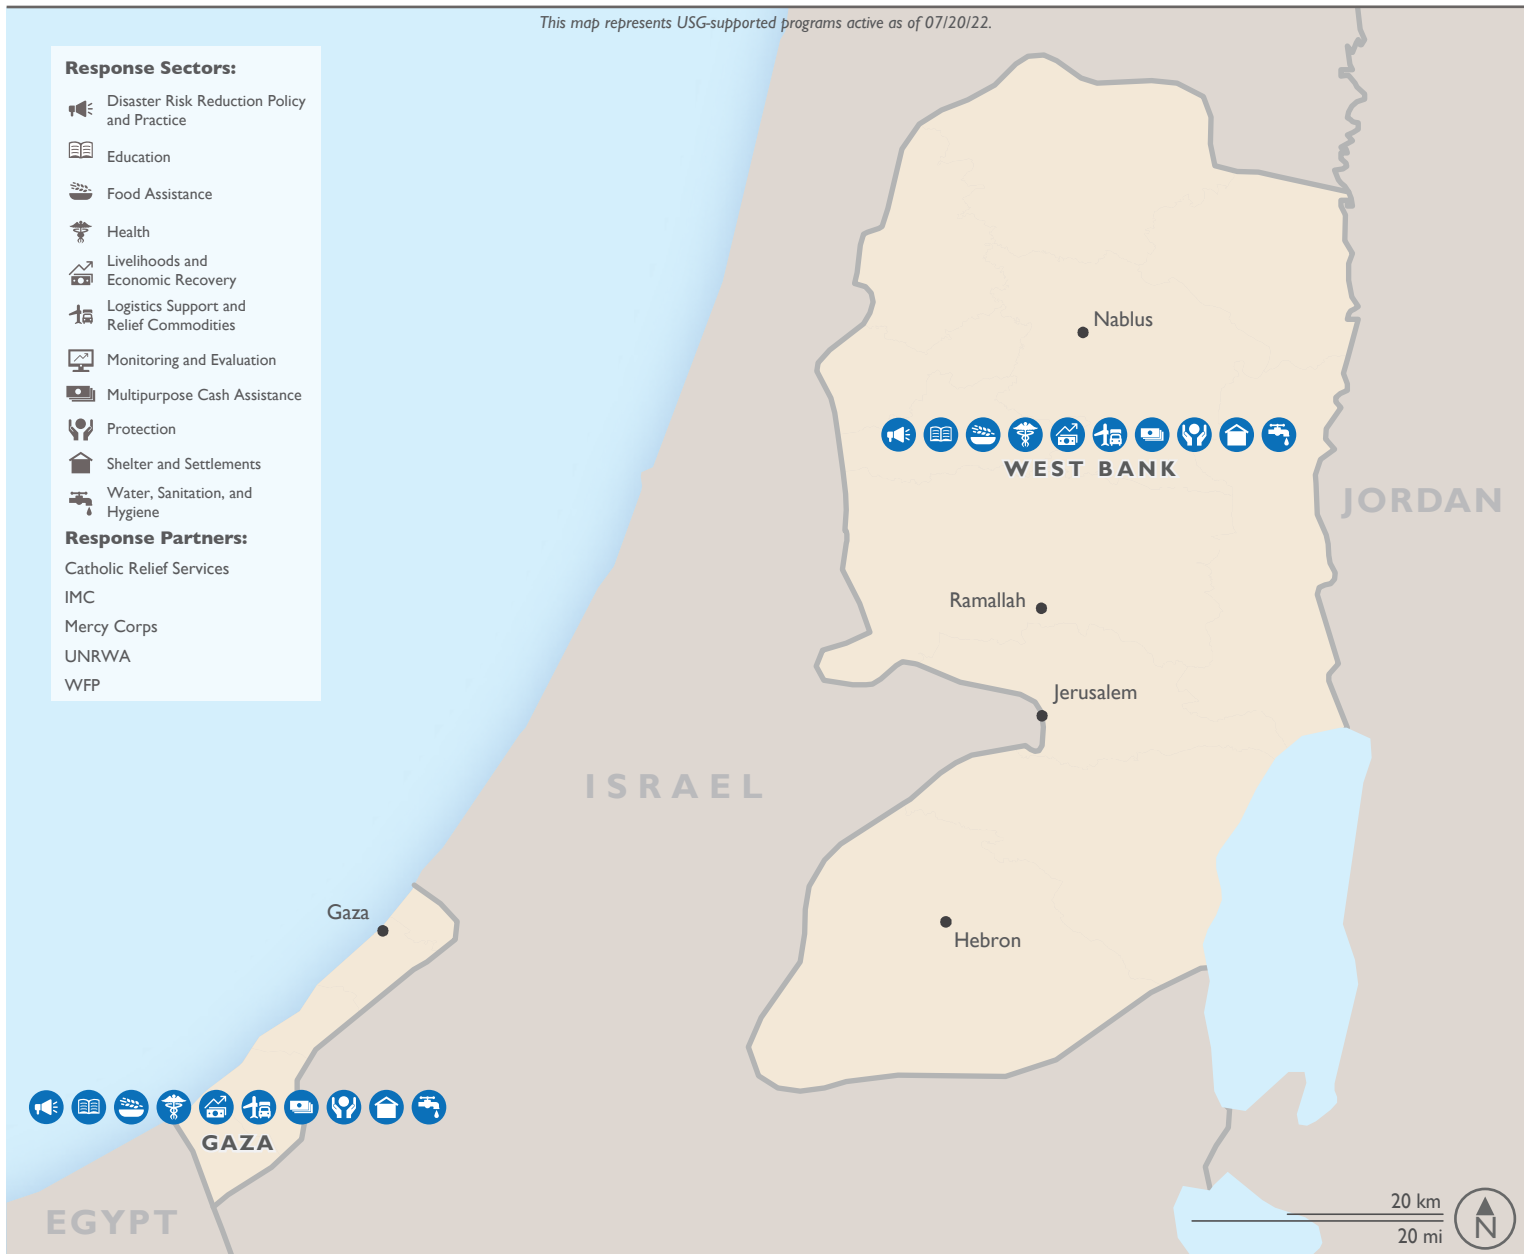 This map represents USG-supported programs active as of 07/20/22.
Response Sectors:
Disaster Risk Reduction Policy
and Practice
Education
Food Assistance
Health
Livelihoods and
Economic Recovery
Logistics Support and
Relief Commodities
Monitoring and Evaluation
Multipurpose Cash Assistance
Protection
Shelter and Settlements
Water, Sanitation, and
Hygiene
Response Partners:
Catholic Relief Services
IMC
Mercy Corps
UNRWA
WFP
Nablus
WEST BANK
JORDAN
Ramallah
Jerusalem
ISRAEL
Gaza
Hebron
GAZA
EGYPT
20 km
20 mi
N